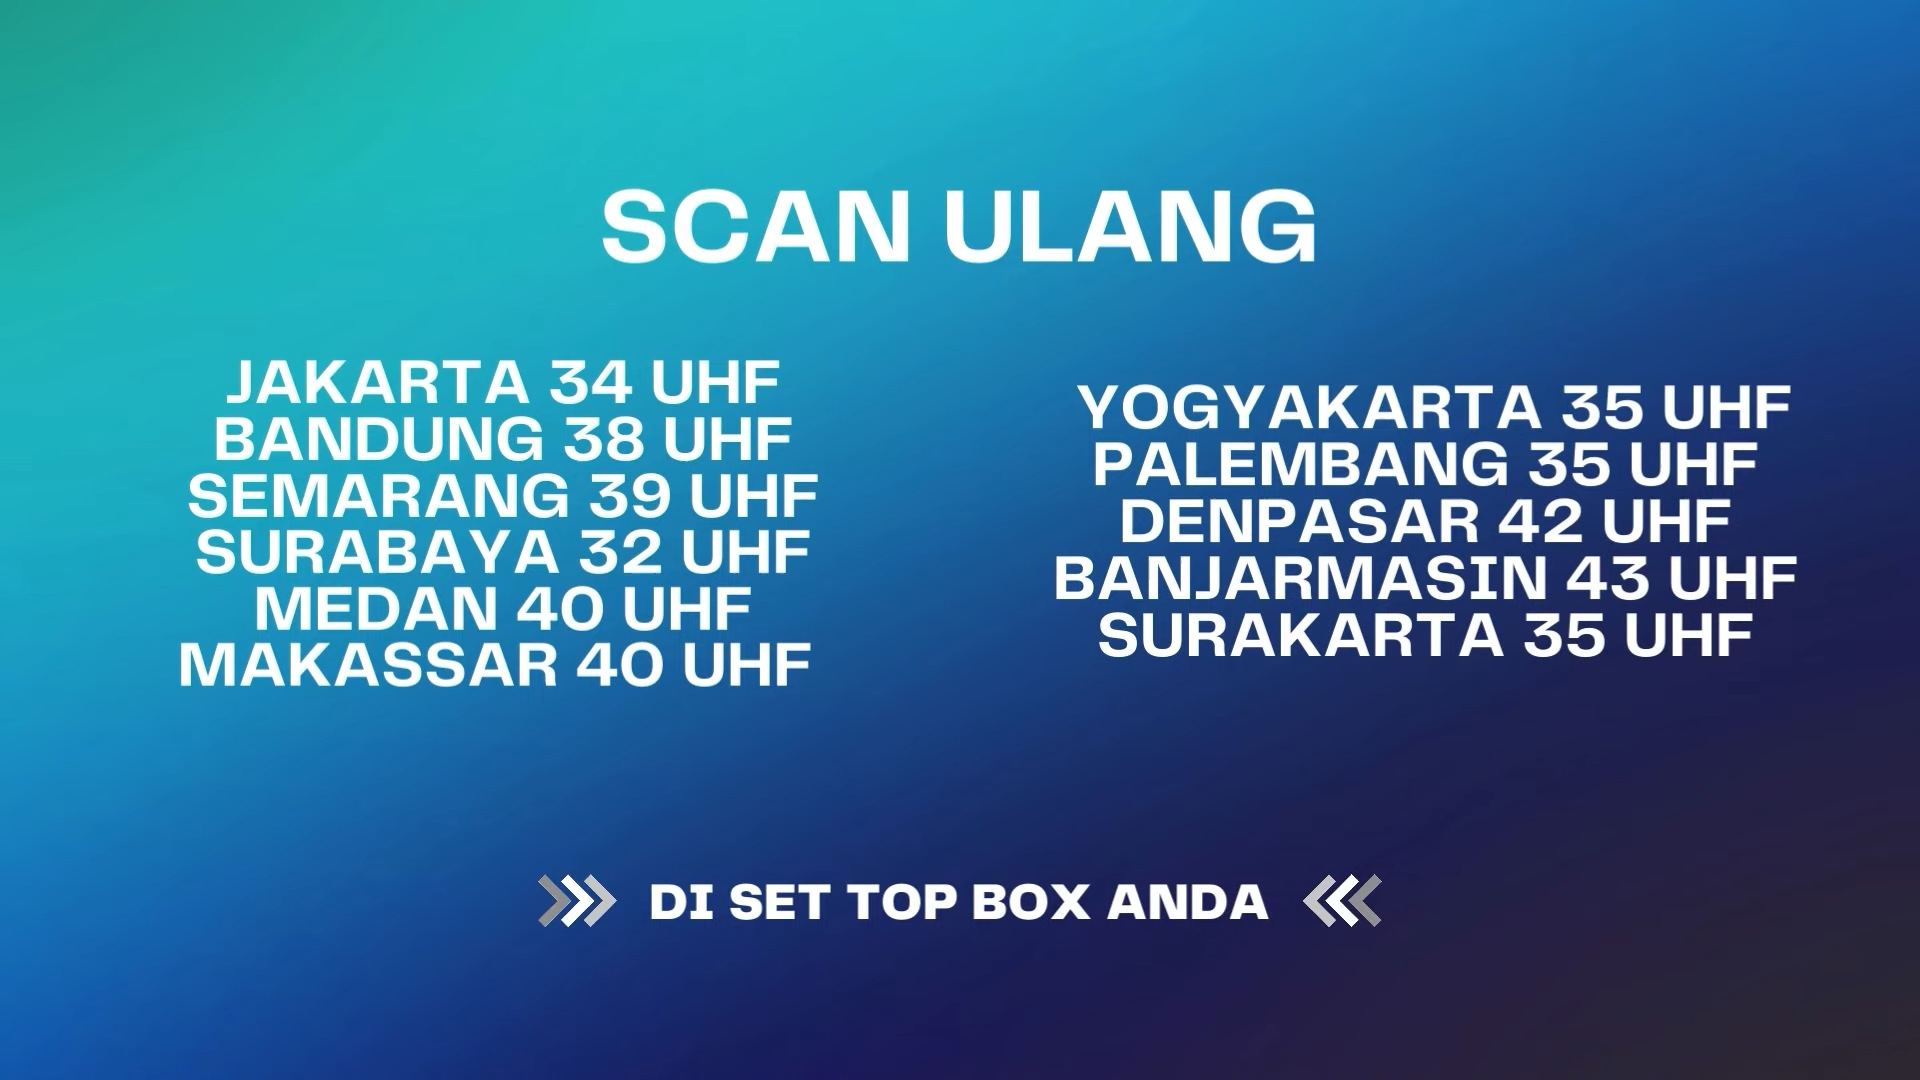 SCAN ULANG
JAKARTA 34 UHF
BANDUNG 38 UHF
SEMARANG 39 UHF
SURABAYA 32 UHF
MEDAN 40 UHF
MAKASSAR 40 UHF
YOGYAKARTA 35 UHF
PALEMBANG 35 UHF
DENPASAR 42 UHF
BANJARMASIN 43 UHF
SURAKARTA 35 UHF
DI SET TOP BOX ANDA